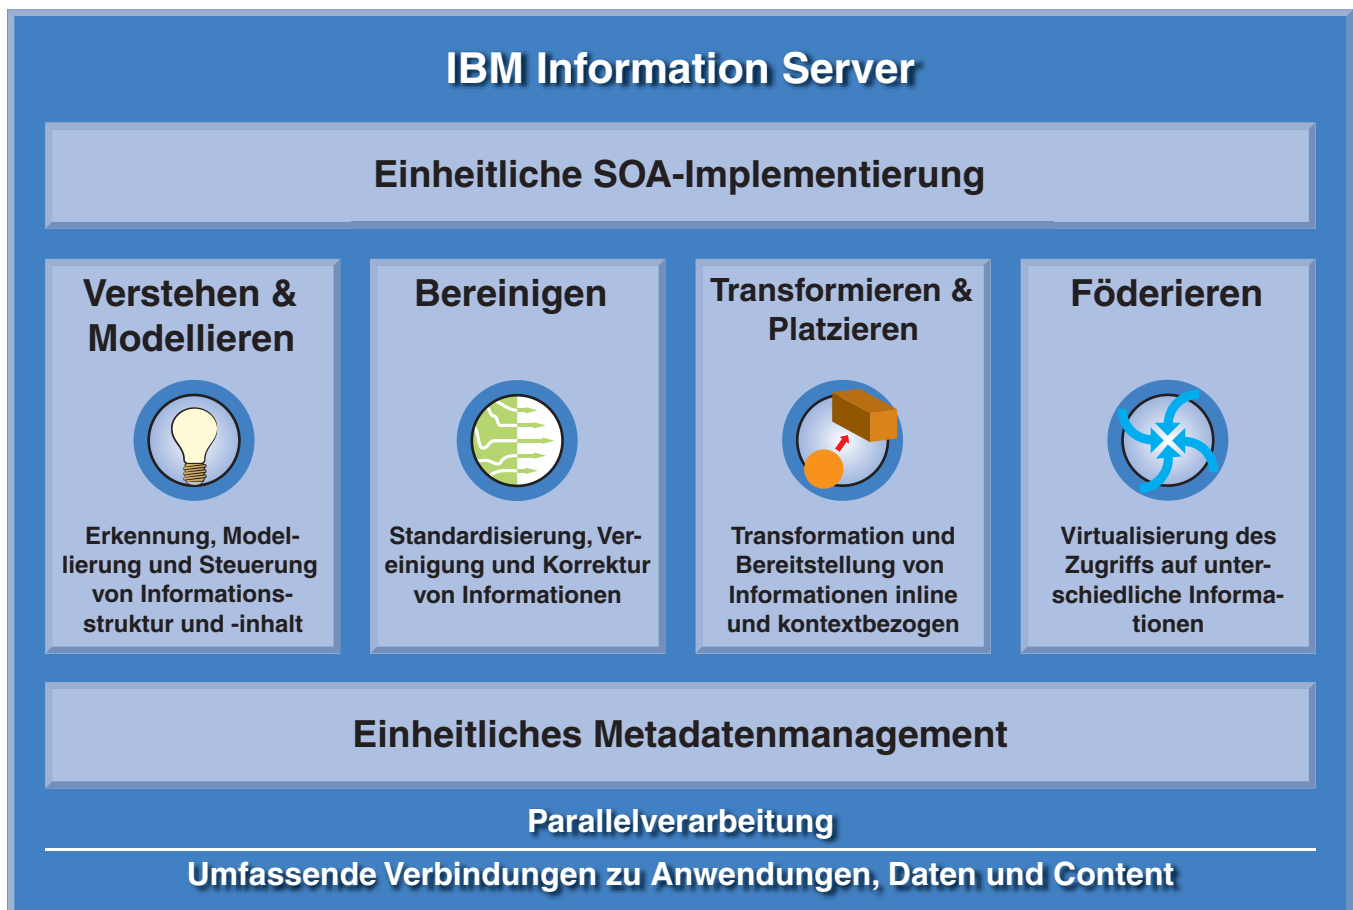 IBM Information Server
Einheitliche SOA-Implementierung
Verstehen &
Modellieren
Erkennung, Model-
lierung und Steuerung
von Informations-
struktur und -inhalt
Bereinigen
Standardisierung, Ver-
einigung und Korrektur
von Informationen
Transformieren &
Platzieren
Transformation und
Bereitstellung von
Informationen inline
und kontextbezogen
Föderieren
Virtualisierung des
Zugriffs auf unter-
schiedliche Informa-
tionen
Einheitliches Metadatenmanagement
Parallelverarbeitung
Umfassende Verbindungen zu Anwendungen, Daten und Content